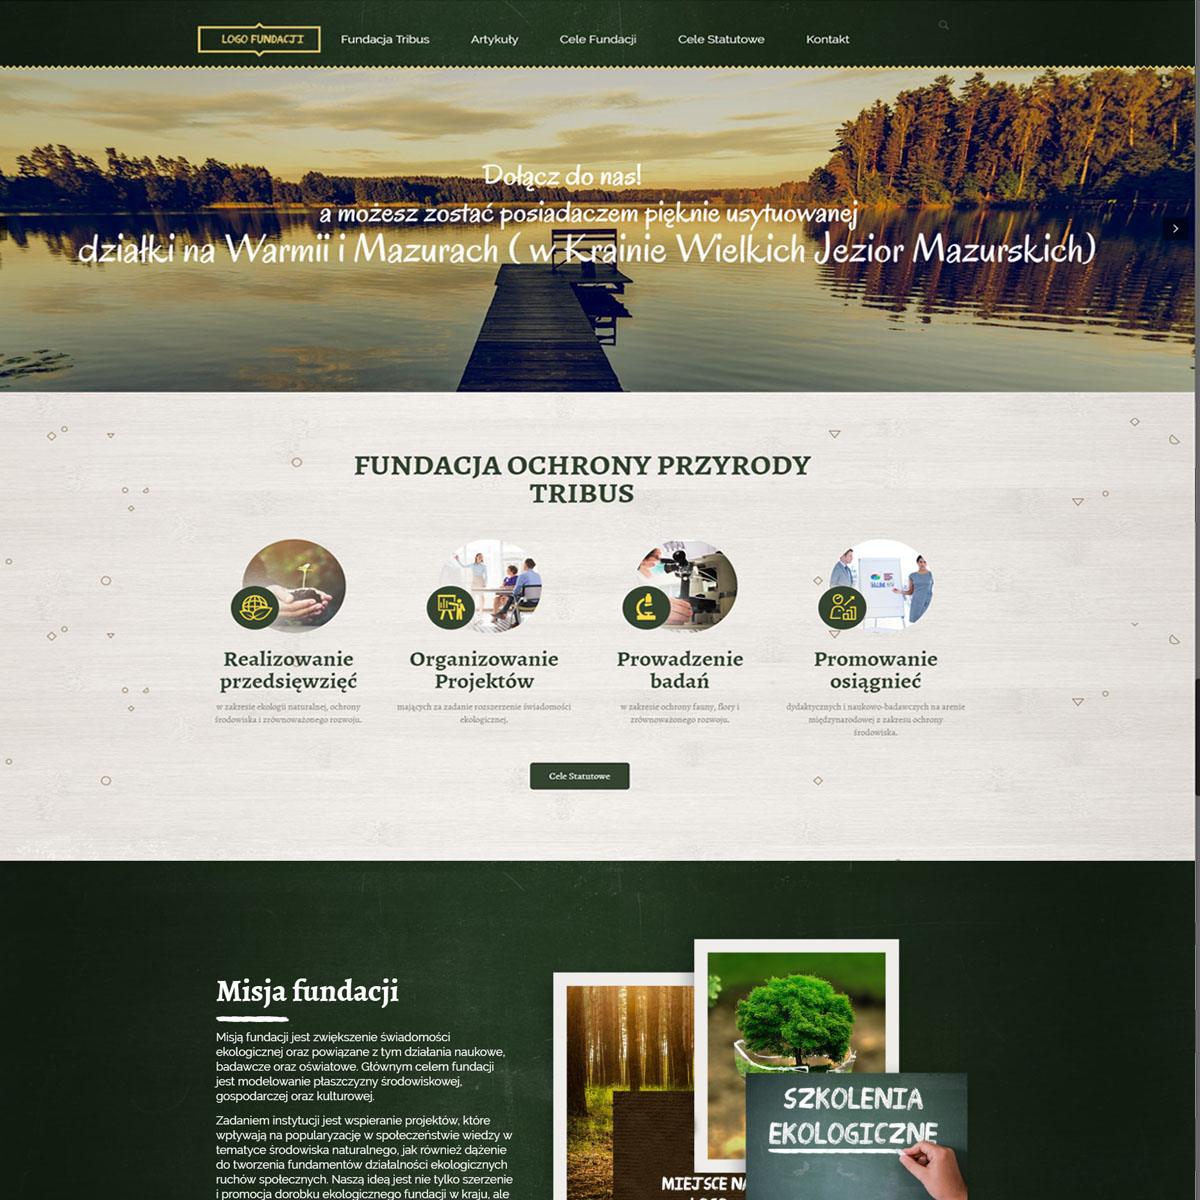 LOGO FUNDACJI
Fundacja Tribus
Artykuły
Cele Fundacji
Cele Statutowe
Kontakt
Dołącz do nas!
a możesz zostać posiadaczem pięknie usytuowanej
działki na Warmii i Mazurach ( w Krainie Wielkich Jezior Mazurskich)
FUNDACJA OCHRONY PRZYRODY
TRIBUS
Realizowanie
przedsięwzięć
w zakresie ekologii naturalnej, ochrony
środowiska i zrównoważonego rozwoju.
Organizowanie
Projektów
mających za zadanie rozszerzenie świadomości
ekologicznej,
Prowadzenie
badań
w zakresie ochrony fauny, flory i
zrównoważonego rozwoju.
Promowanie
osiągnieć
dydaktycznych i naukowo-badawczych na arenie
międzynarodowej z zakresu ochrony
środowiska.
Cele Statutowe
Misja fundacji
Misją fundacji jest zwiększenie świadomości
ekologicznej oraz powiązane z tym działania naukowe,
badawcze oraz oświatowe. Głównym celem fundacji
jest modelowanie płaszczyzny środowiskowej,
gospodarczej oraz kulturowej.
Zadaniem instytucji jest wspieranie projektów, które
wpływają na popularyzację w społeczeństwie wiedzy w
tematyce środowiska naturalnego, jak również dążenie
do tworzenia fundamentów działalności ekologicznych
ruchów społecznych. Naszą ideą jest nie tylko szerzenie
i promocja dorobku ekologicznego fundacji w kraju, ale
SZKOLENIA
EKOLOGICZNE
MIEJSCE NA
LOGO